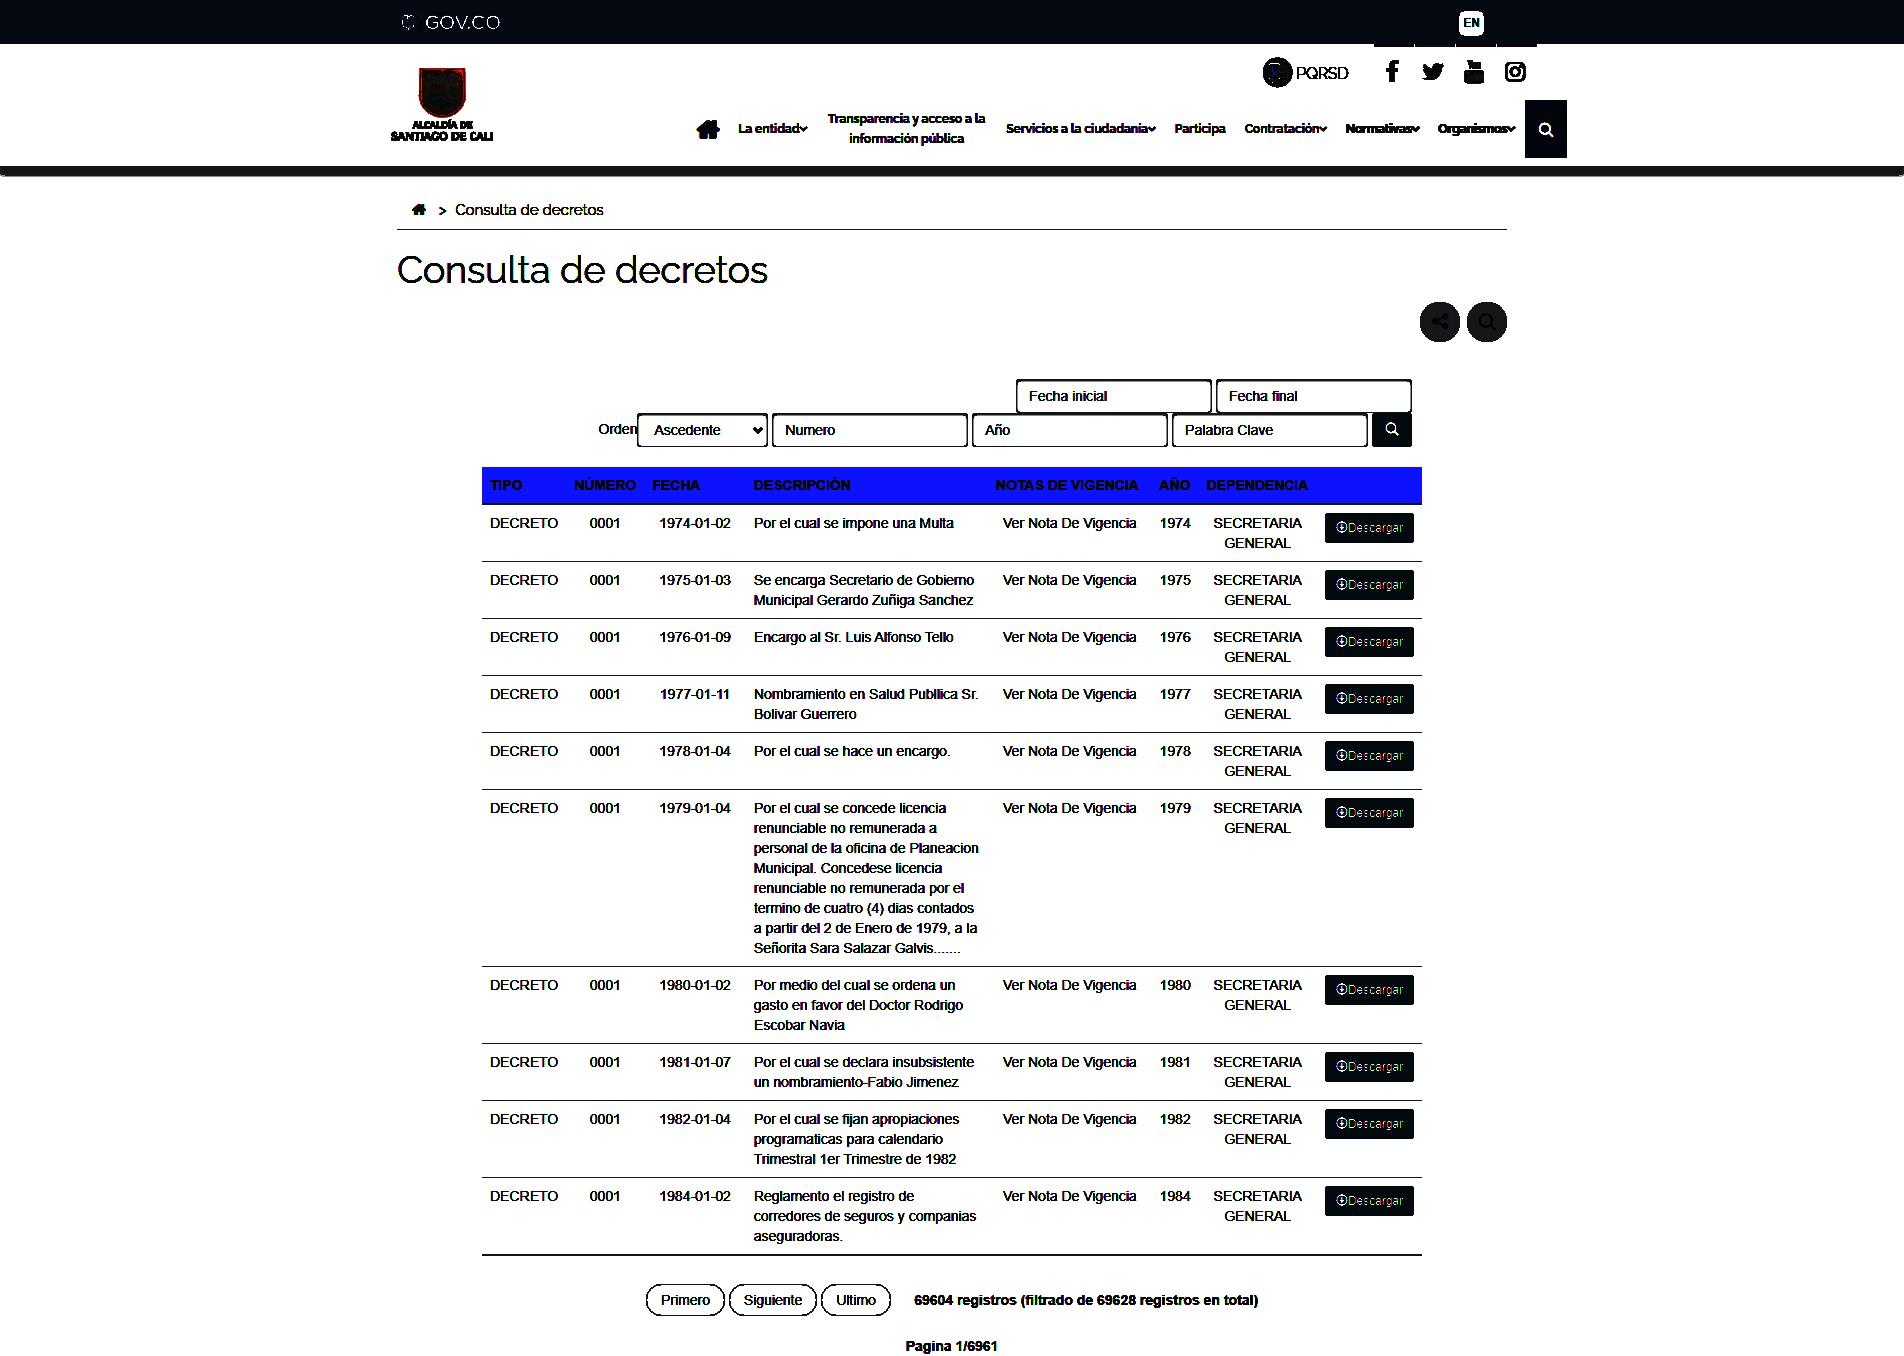 GOV.CO
EN
PQRSD
ALCALDÍA DE
SANTIAGO DE CALI
La entidad
Transparencia y acceso a la
información pública
Servicios a la ciudadanía
Participa
Contratación
Normativas
Organismos
> Consulta de decretos
Consulta de decretos
Fecha inicial Fecha final
Orden Ascedente Numero Año Palabra Clave
TIPO NÚMERO FECHA DESCRIPCIÓN NOTAS DE VIGENCIA AÑO DEPENDENCIA
DECRETO 0001 1974-01-02 Por el cual se impone una Multa Ver Nota De Vigencia 1974 SECRETARIA Descargar
GENERAL
DECRETO 0001 1975-01-03 Se encarga Secretario de Gobierno Ver Nota De Vigencia 1975 SECRETARIA Descargar
Municipal Gerardo Zuñiga Sanchez GENERAL
DECRETO 0001 1976-01-09 Encargo al Sr. Luis Alfonso Tello Ver Nota De Vigencia 1976 SECRETARIA Descargar
GENERAL
DECRETO 0001 1977-01-11 Nombramiento en Salud Publlica Sr. Ver Nota De Vigencia 1977 SECRETARIA Descargar
Bolivar Guerrero GENERAL
DECRETO 0001 1978-01-04 Por el cual se hace un encargo. Ver Nota De Vigencia 1978 SECRETARIA Descargar
GENERAL
DECRETO 0001 1979-01-04 Por el cual se concede licencia Ver Nota De Vigencia 1979 SECRETARIA Descargar
renunciable no remunerada a GENERAL
personal de la oficina de Planeacion
Municipal. Concedese licencia
renunciable no remunerada por el
termino de cuatro (4) dias contados
a partir del 2 de Enero de 1979, a la
Señorita Sara Salazar Galvis.......
DECRETO 0001 1980-01-02 Por medio del cual se ordena un Ver Nota De Vigencia 1980 SECRETARIA Descargar
gasto en favor del Doctor Rodrigo GENERAL
Escobar Navia
DECRETO 0001 1981-01-07 Por el cual se declara insubsistente Ver Nota De Vigencia 1981 SECRETARIA Descargar
un nombramiento-Fabio Jimenez GENERAL
DECRETO 0001 1982-01-04 Por el cual se fijan apropiaciones Ver Nota De Vigencia 1982 SECRETARIA Descargar
programaticas para calendario GENERAL
Trimestral 1er Trimestre de 1982
DECRETO 0001 1984-01-02 Reglamento el registro de Ver Nota De Vigencia 1984 SECRETARIA Descargar
corredores de seguros y companias GENERAL
aseguradoras.
Primero Siguiente Ultimo 69604 registros (filtrado de 69628 registros en total)
Pagina 1/6961